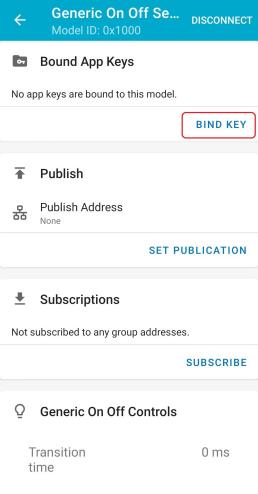 Generic On Off Se...
DISCONNECT
Model ID: 0x1000
Bound App Keys
No app keys are bound to this model.
BIND KEY
Publish
Publish Address
None
SET PUBLICATION
Subscriptions
Not subscribed to any group addresses.
SUBSCRIBE
Generic On Off Controls
Transition
time
0 ms